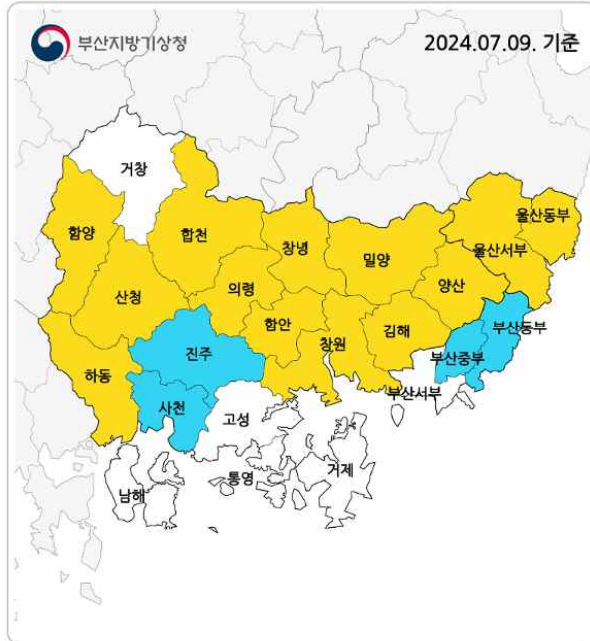 부산지방기상청
2024.07.09. 기준
거창
울산동부
함양
합천
창녕
울산서부
밀양
산청
의령
양산
함안
김해
부산동부
창원
진주
부산중부
하동
부산서부
사천
고성
거제
통영
남해